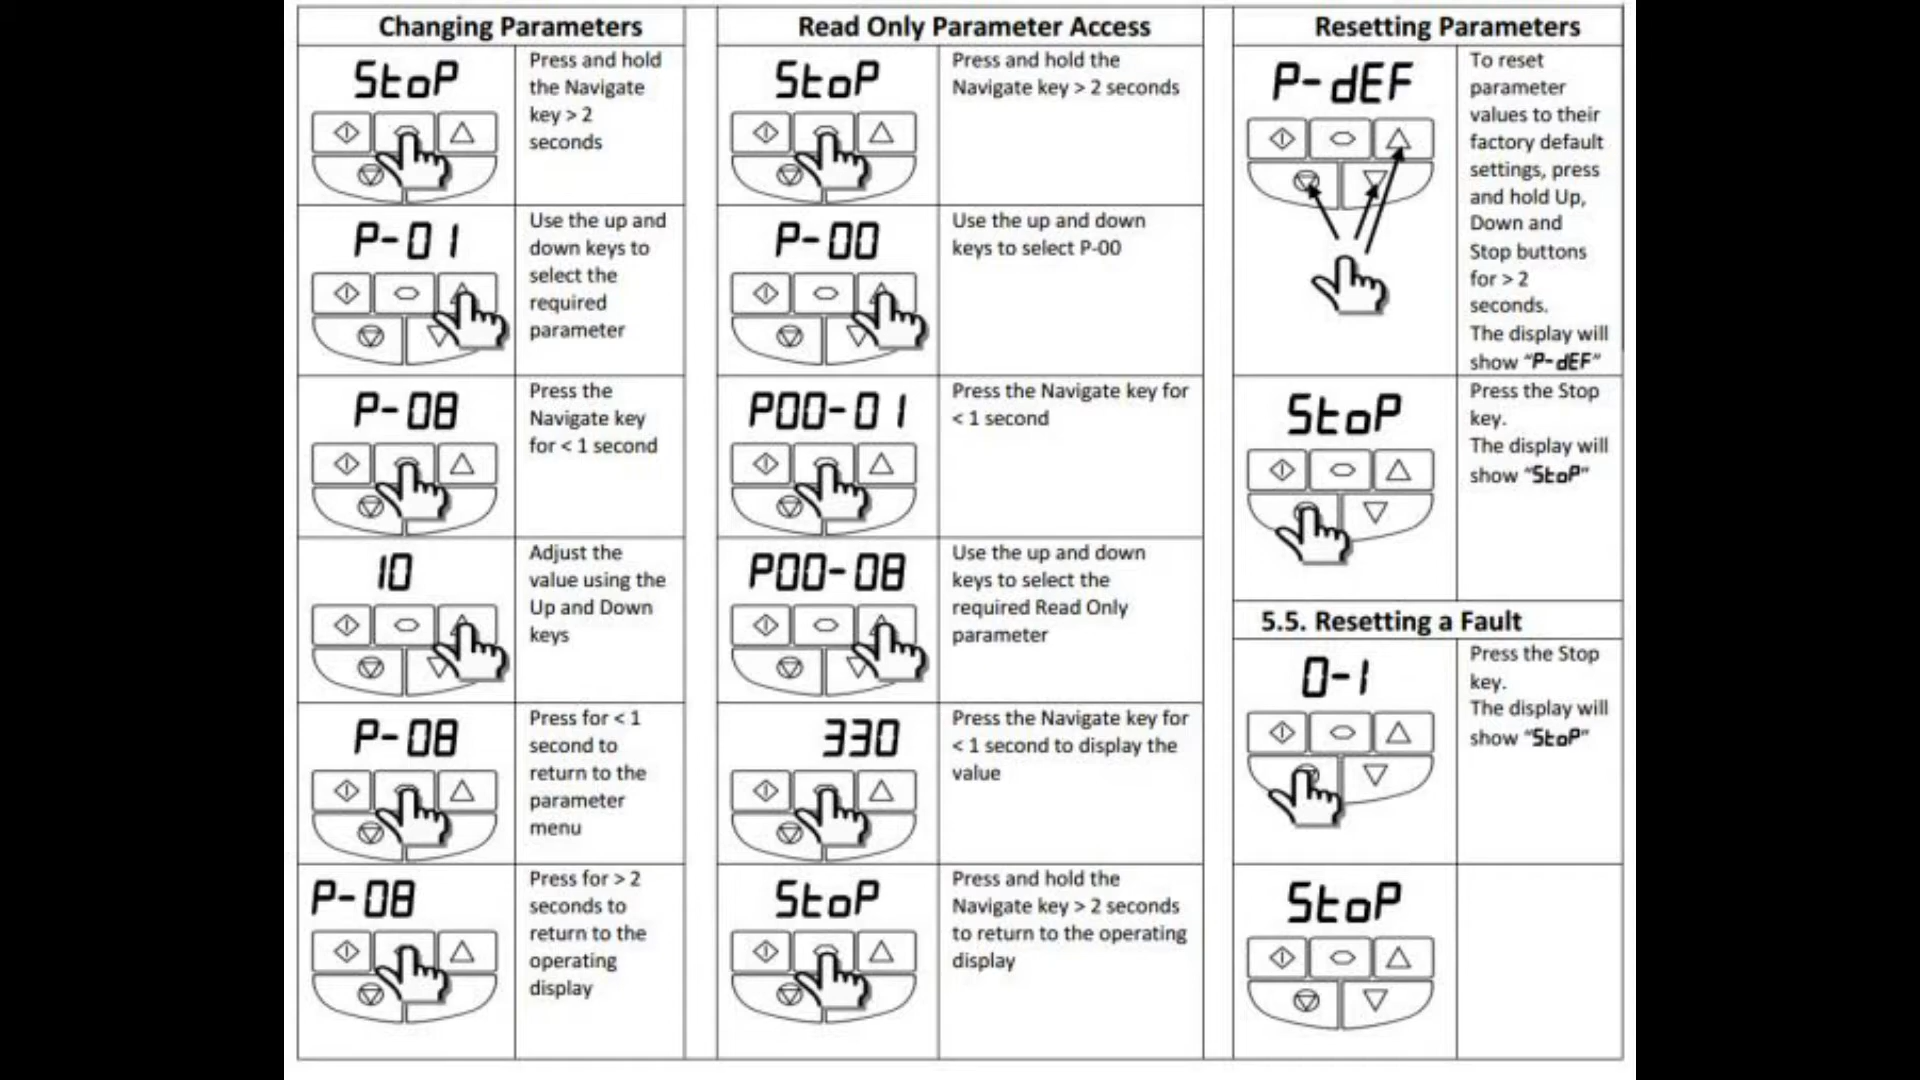 Changing Parameters
StoP
Press and hold
the Navigate
key > 2
seconds
P-01
Use the up and
down keys to
select the
required
parameter
P-08
Press the
Navigate key
for < 1 second
10
Adjust the
value using the
Up and Down
keys
P-08
Press for < 1
second to
return to the
parameter
menu
P-08
Press for > 2
seconds to
return to the
operating
display
Read Only Parameter Access
StoP
Press and hold the
Navigate key > 2 seconds
P-00
Use the up and down
keys to select P-00
P00-01
Press the Navigate key for
< 1 second
P00-08
Use the up and down
keys to select the
required Read Only
parameter
330
Press the Navigate key for
< 1 second to display the
value
StoP
Press and hold the
Navigate key > 2 seconds
to return to the operating
display
Resetting Parameters
P-dEF
To reset
parameter
values to their
factory default
settings, press
and hold Up,
Down and
Stop buttons
for > 2
seconds.
The display will
show “P-dEF”
StoP
Press the Stop
key.
The display will
show “StoP”
5.5. Resetting a Fault
O-1
Press the Stop
key.
The display will
show “StoP”
StoP